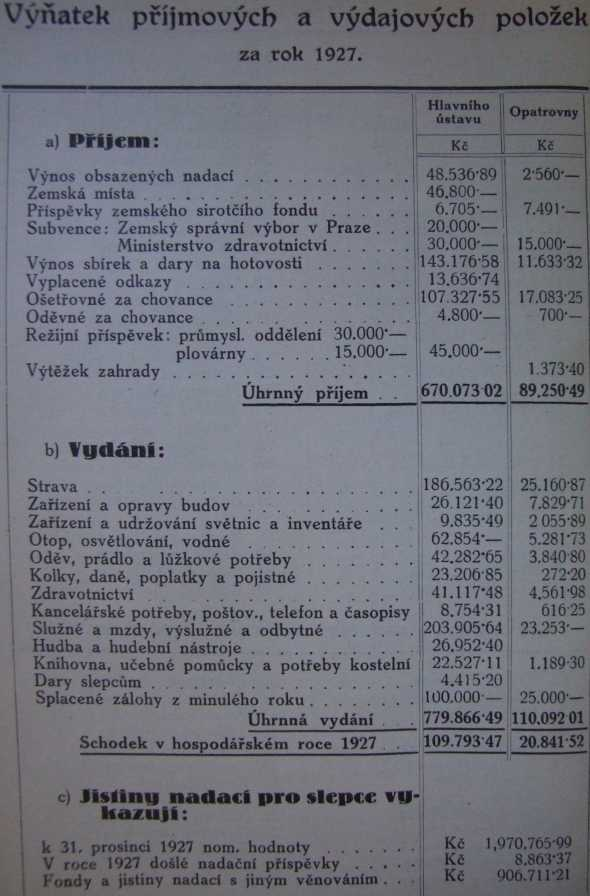 Výňatek příjmových a výdajových položek
za rok 1927.
Hlavního ústavu Opatrovny
a) Příjem: Kč Kč
Výnos obsazených nadací . . . . . . . . . . . 48.536·89 2·560·—
Zemská místa . . . . . . . . . . . . . . . 46.800·—
Příspěvky zemského sirotčího fondu . . . . . . 6.705·— 7.491·—
Subvence: Zemský správní výbor v Praze . . . 20,000·—
Ministerstvo zdravotnictví . . . . . 30,000·— 15,000·—
Výnos sbírek a dary na hotovosti . . . . . . . 143.176·58 11.633·32
Vyplacené odkazy . . . . . . . . . . . . . 13,636·74
Ošetřovné za chovance . . . . . . . . . . . 107.327·55 17,083·25
Oděvné za chovance . . . . . . . . . . . . 4.800·— 700·—
Režijní příspěvek: průmysl. oddělení 30.000·—
plovárny . . . . . . 15.000·— 45,000·—
Výtěžek zahrady . . . . . . . . . . . . . . 1.373·40
Úhrnný příjem . . 670.073·02 89,250·49
b) Vydání:
Strava . . . . . . . . . . . . . . . . . . 186.563·22 25.160·87
Zařízení a opravy budov . . . . . . . . . . 26.121·40 7.829·71
Zařízení a udržování světnic a inventáře . . . 9.835·49 2 055·89
Otop, osvětlování, vodné . . . . . . . . . . 62.854·— 5.281·73
Oděv, prádlo a lůžkové potřeby . . . . . . . . 42,282·65 3.840·80
Kolky, daně, poplatky a pojistné . . . . . . . 23,206·85 272·20
Zdravotnictví . . . . . . . . . . . . . . . 41.117·48 4,561·98
Kancelářské potřeby, poštov., telefon a časopisy 8,754·31 616·25
Služné a mzdy, výslužné a odbytné . . . . . . 203.905·64 23,253·—
Hudba a hudební nástroje . . . . . . . . . . 26,952·40
Knihovna, učebné pomůcky a potřeby kostelní 22.527·11 1.189·30
Dary slepcům . . . . . . . . . . . . . . . 4.415·20
Splacené zálohy z minulého roku . . . . . . . 100.000·— 25,000·—
Úhrnná vydání . . . 779.866·49 110,092 01
Schodek v hospodářském roce 1927 . . . 109.793·47 20.841·52
c) Jistiny nadací pro slepce vy-
kazují:
k 31. prosinci 1927 nom. hodnoty . . . . . . . Kč 1,970.765·99
V roce 1927 došlé nadační příspěvky . . . . . Kč 8,863·37
Fondy a jistiny nadací s jiným věnováním . . . Kč 906.711·21